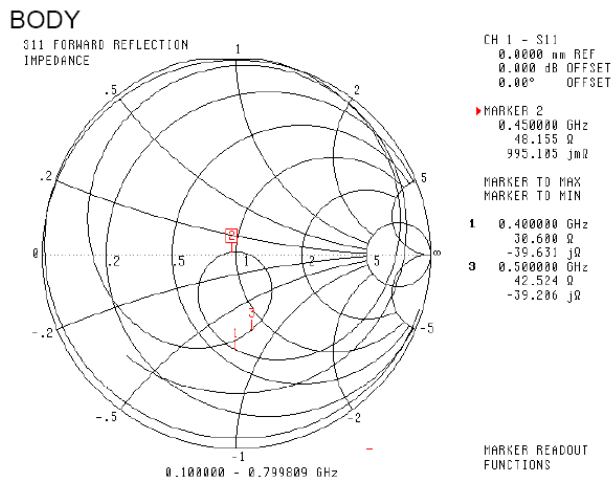 BODY
S11 FORWARD REFLECTION
IMPEDANCE
CH 1 - S11
0.0000 mm REF
0.000 dB OFFSET
0.00° OFFSET
MARKER 2
0.450000 GHz
48.155 Ω
995.105 jmΩ
MARKER TO MAX
MARKER TO MIN
1 0.400000 GHz
30.600 Ω
-39.631 jΩ
3 0.500000 GHz
42.524 Ω
-39.206 jΩ
1
.5
2
.2
5
2
0
.2
.5
1
2
5
∞
3
1
-.2
-5
-.5
-2
-1
0.100000 - 0.799809 GHz
MARKER READOUT
FUNCTIONS